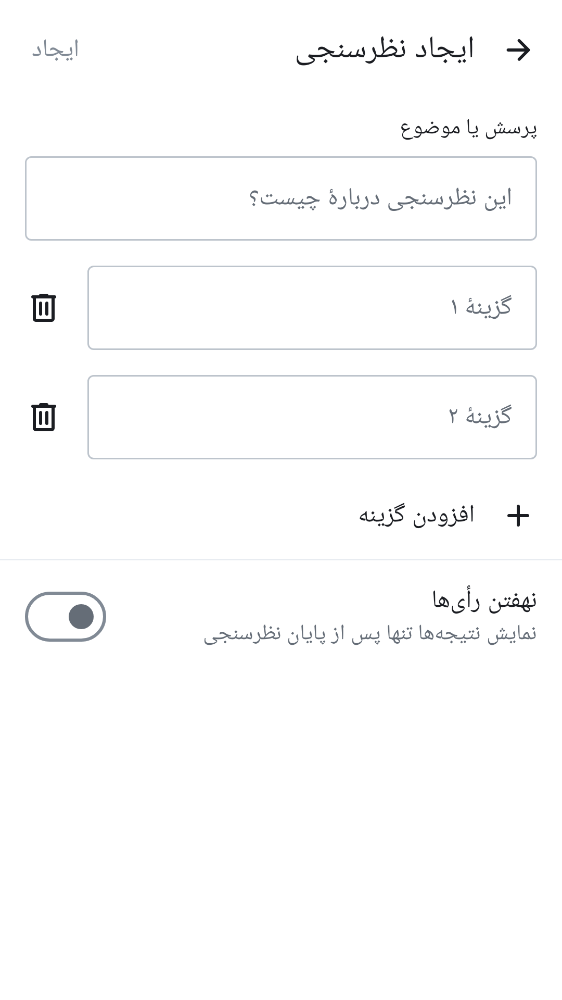 ایجاد نظرسنجی
ایجاد
پرسش یا موضوع
این نظرسنجی دربارهٔ چیست؟
گزینهٔ ۱
گزینهٔ ۲
افزودن گزینه
نهفتن رأی‌ها
نمایش نتیجه‌ها تنها پس از پایان نظرسنجی